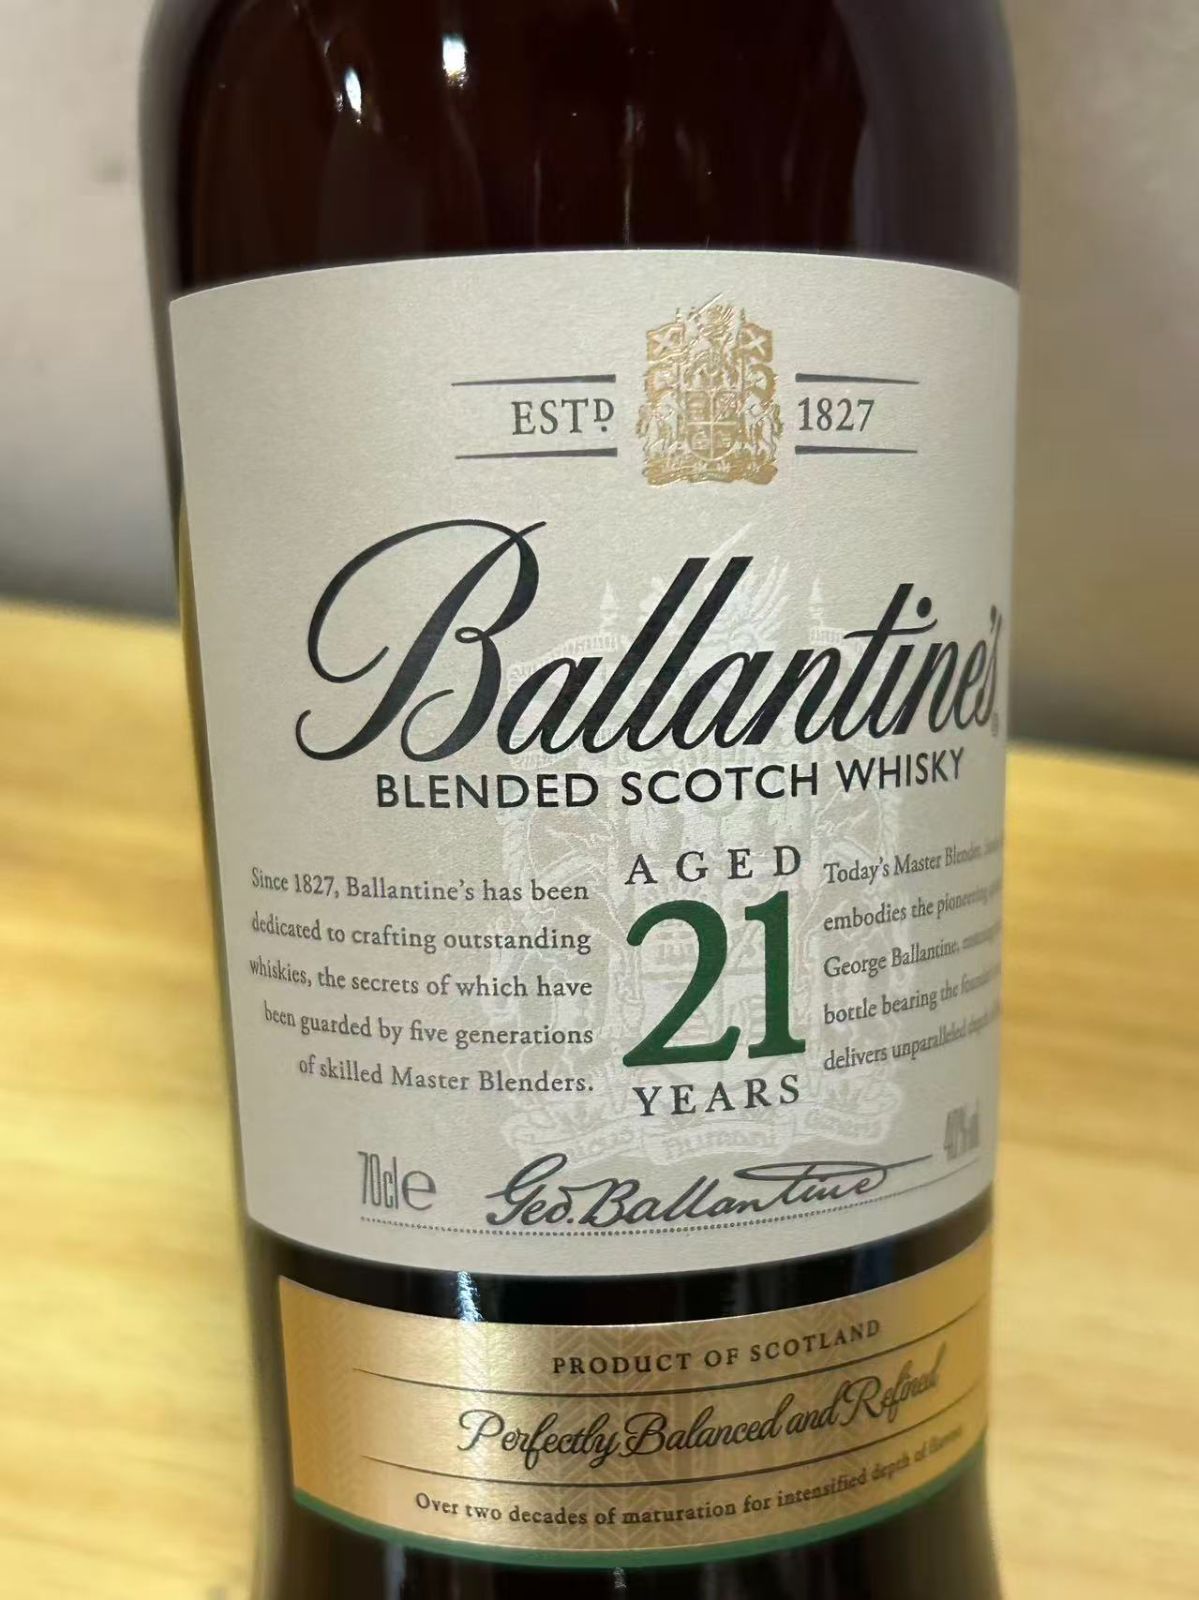 ESTD 1827
Ballantine's
BLENDED SCOTCH WHISKY
Since 1827, Ballantine's has been
dedicated to crafting outstanding
whiskies, the secrets of which have
been guarded by five generations
of skilled Master Blenders.
AGED
21
YEARS
Today's Master Blender,
embodies the pioneering
George Ballantine,
bottle bearing the
delivers unparalleled depth
70cl e
Geo. Ballantine
40%
PRODUCT OF SCOTLAND
Perfectly Balanced and Refined
Over two decades of maturation for intensified depth of flavour